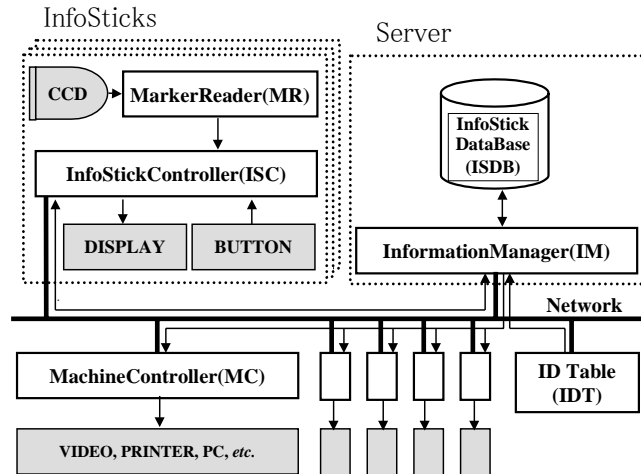 InfoSticks
Server
CCD
MarkerReader(MR)
InfoStickController(ISC)
DISPLAY
BUTTON
InfoStick
DataBase
(ISDB)
InformationManager(IM)
Network
MachineController(MC)
ID Table
(IDT)
VIDEO, PRINTER, PC, etc.